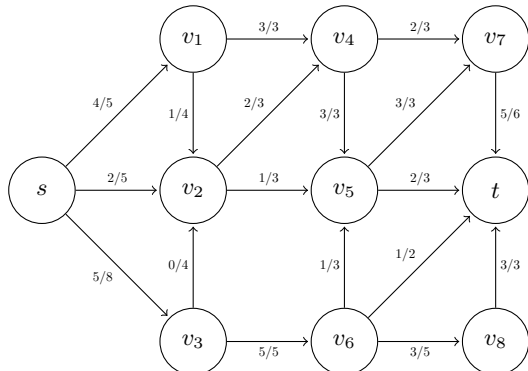 v₁ 3/3 v₄ 2/3 v₇
4/5 1/4 2/3 3/3 3/3 5/6
s 2/5 v₂ 1/3 v₅ 2/3 t
5/8 0/4 1/3 1/2 3/3
v₃ 5/5 v₆ 3/5 v₈